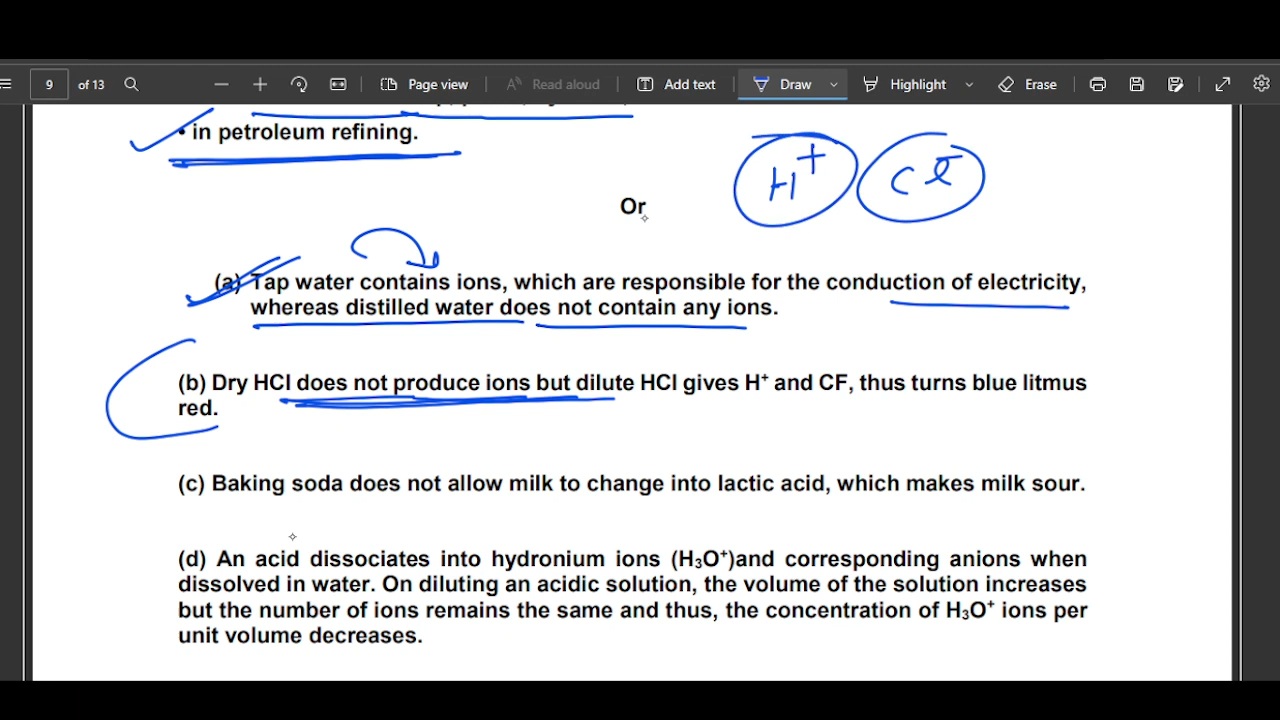 9 of 13 Page view Read aloud Add text Draw Highlight Erase
• in petroleum refining.
H⁺ Cl⁻
Or
(a) Tap water contains ions, which are responsible for the conduction of electricity,
whereas distilled water does not contain any ions.
(b) Dry HCl does not produce ions but dilute HCl gives H⁺ and CF, thus turns blue litmus
red.
(c) Baking soda does not allow milk to change into lactic acid, which makes milk sour.
(d) An acid dissociates into hydronium ions (H₃O⁺)and corresponding anions when
dissolved in water. On diluting an acidic solution, the volume of the solution increases
but the number of ions remains the same and thus, the concentration of H₃O⁺ ions per
unit volume decreases.